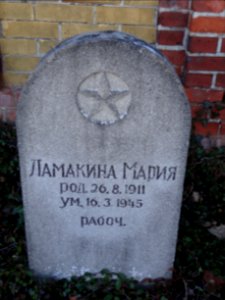 ЛАМАКИНА МАРИЯ
РОД. 26.8.1911
УМ. 16.3.1945
РАБОЧ.